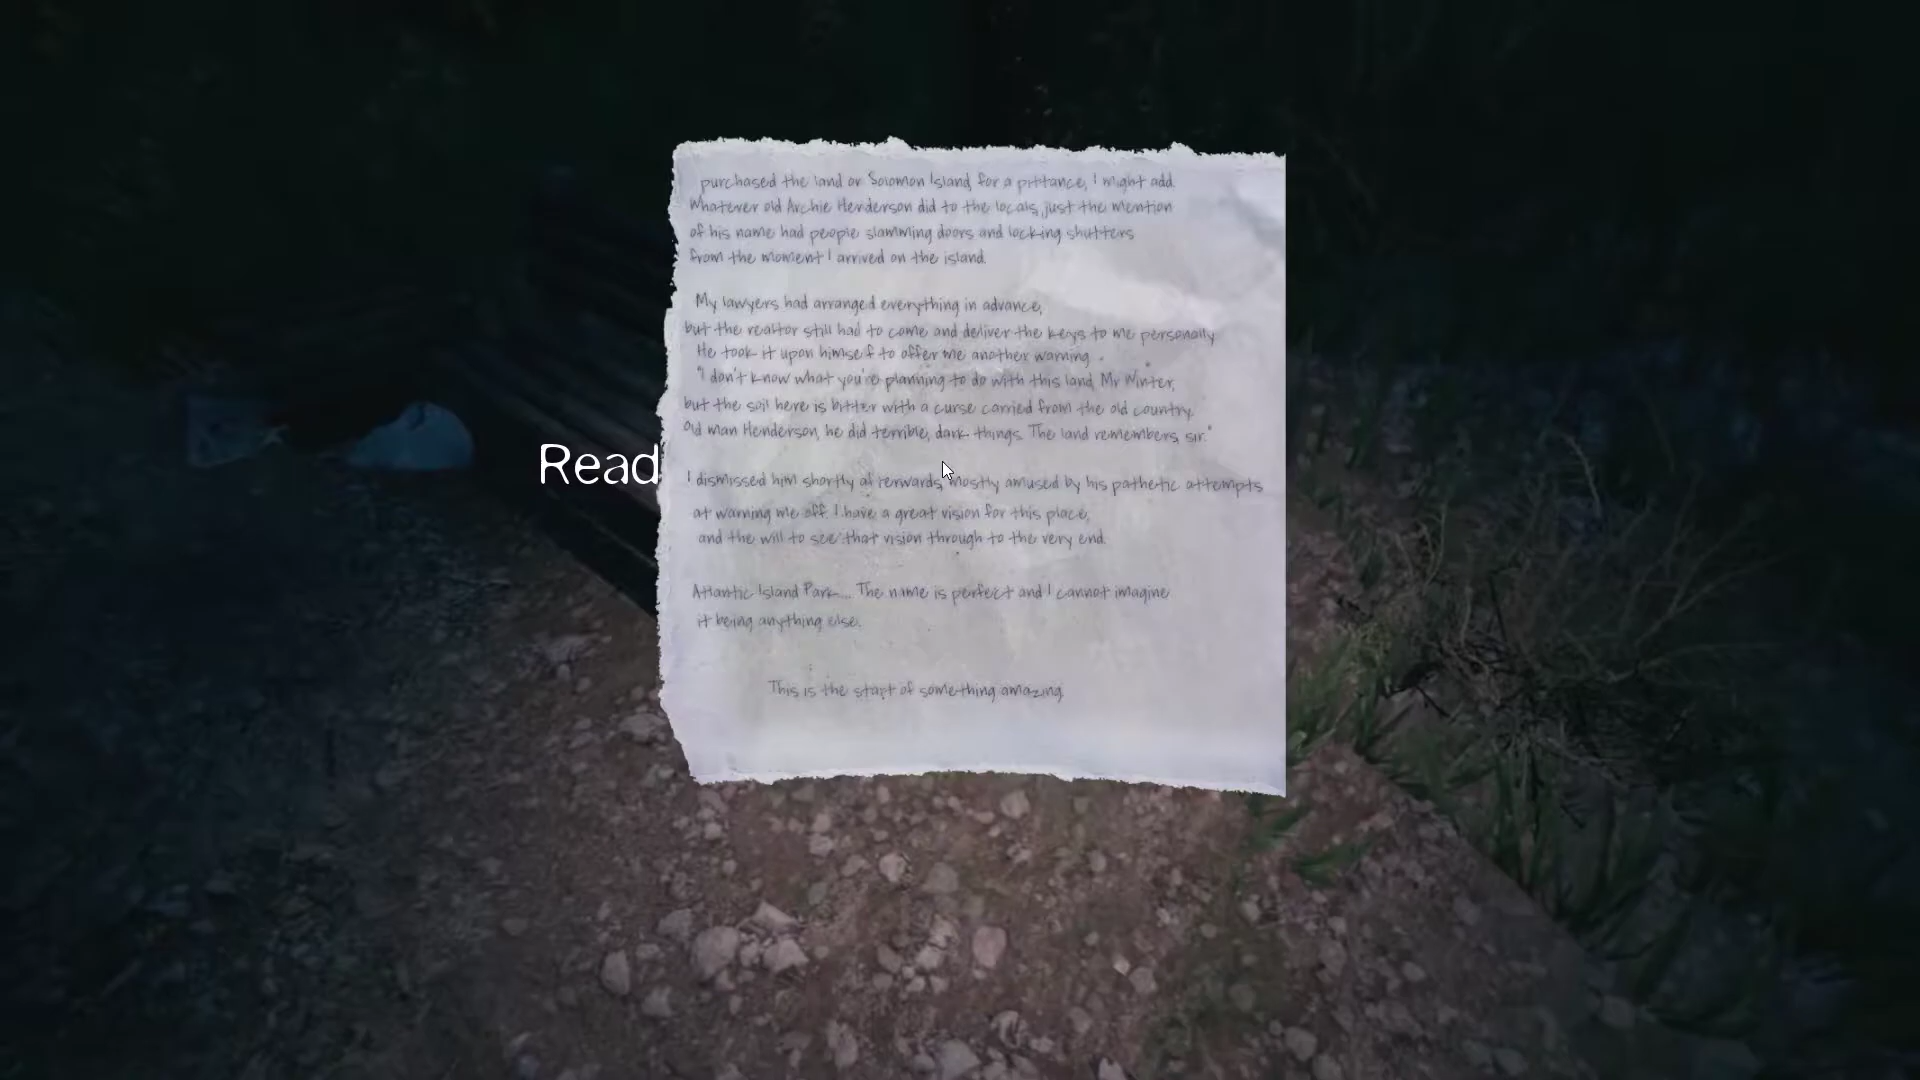 purchased the land on Solomon Island, for a pittance, I might add.
Whatever old Archie Henderson did to the locals, just the mention
of his name had people slamming doors and locking shutters
from the moment I arrived on the island.
My lawyers had arranged everything in advance,
but the realtor still had to come and deliver the keys to me personally
He took it upon himself to offer me another warning
"I don't know what you're planning to do with this land, Mr Winter,
but the soil here is bitter with a curse carried from the old country.
Old man Henderson, he did terrible, dark things. The land remembers, sir."
Read
I dismissed him shortly afterwards, mostly amused by his pathetic attempts
at warning me off. I have a great vision for this place,
and the will to see that vision through to the very end.
Atlantic Island Park... The name is perfect and I cannot imagine
it being anything else.
This is the start of something amazing.